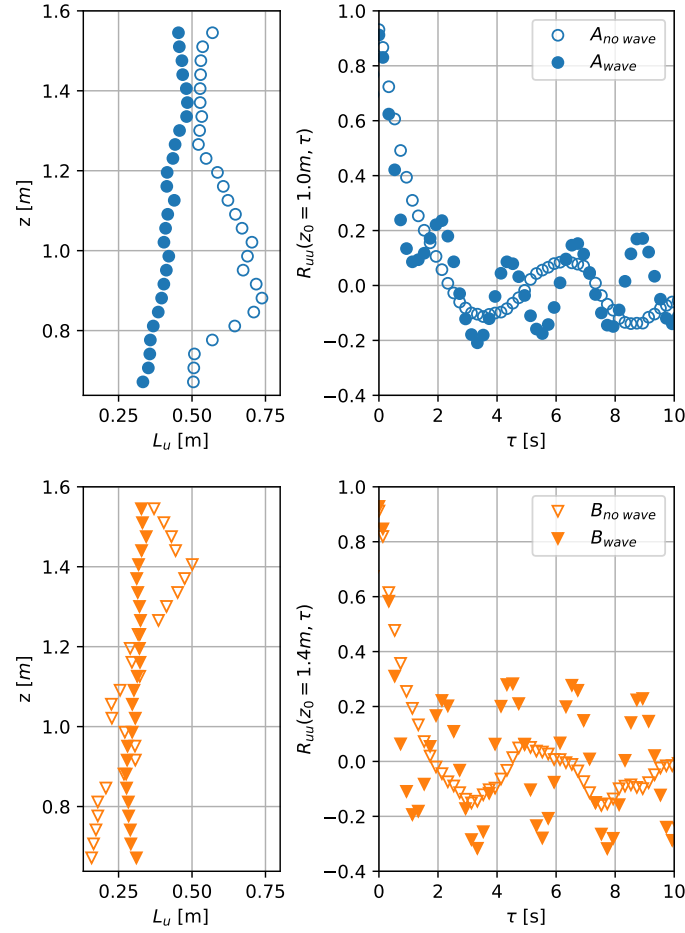 1.6
1.4
1.2
1.0
0.8
z [m]
0.25 0.50 0.75
L_u [m]
1.0
0.8
0.6
0.4
0.2
0.0
−0.2
−0.4
R_uu(z_0 = 1.0m, τ)
A_no wave
A_wave
0 2 4 6 8 10
τ [s]
1.6
1.4
1.2
1.0
0.8
z [m]
0.25 0.50 0.75
L_u [m]
1.0
0.8
0.6
0.4
0.2
0.0
−0.2
−0.4
R_uu(z_0 = 1.4m, τ)
B_no wave
B_wave
0 2 4 6 8 10
τ [s]